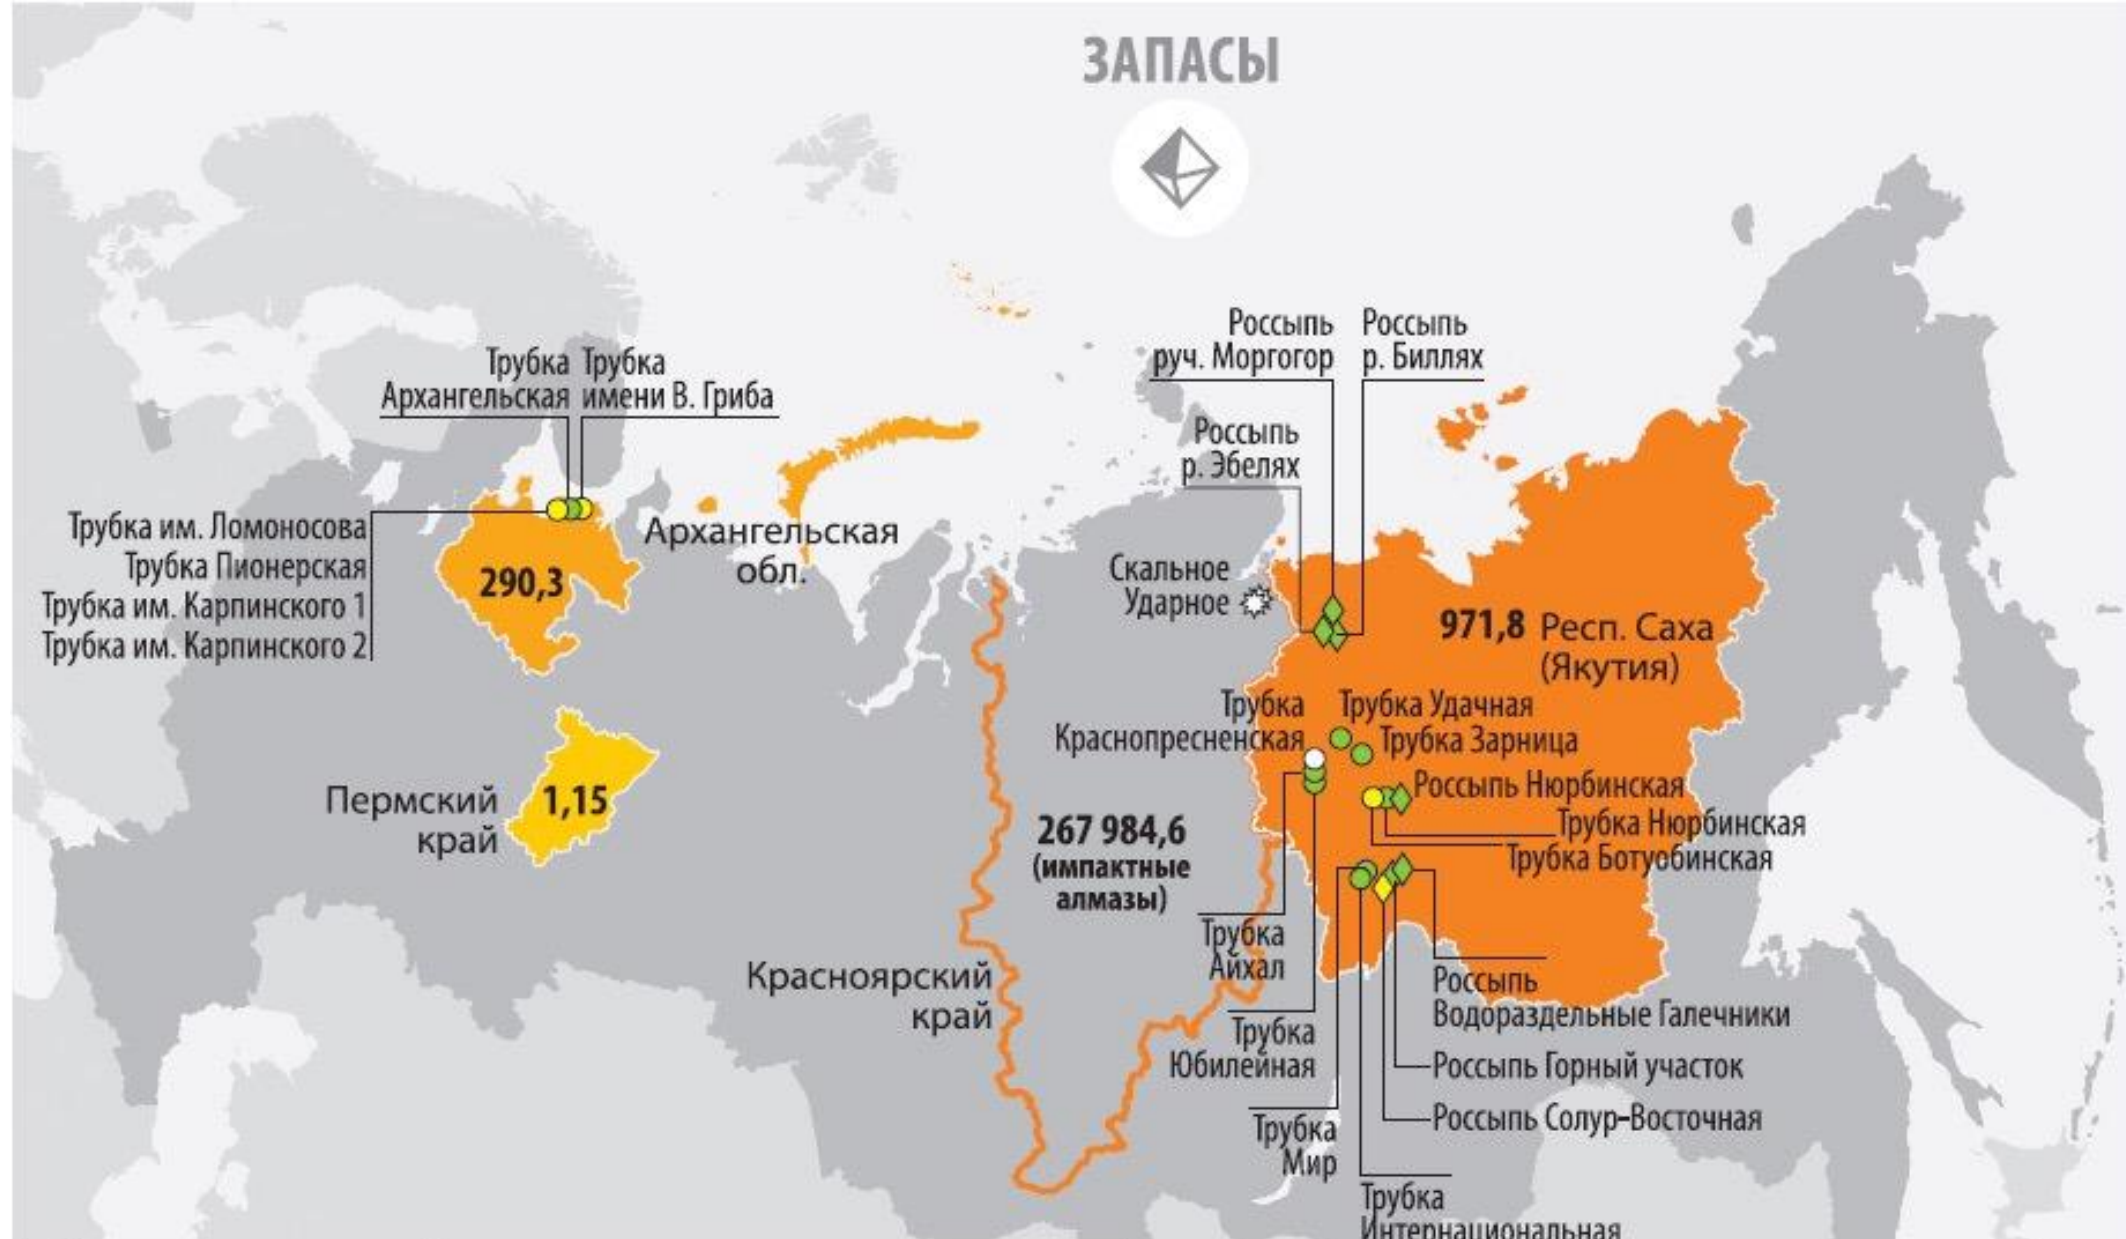 ЗАПАСЫ
Россыпь
руч. Моргогор
Россыпь
р. Биллях
Трубка
Архангельская
Трубка
имени В. Гриба
Россыпь
р. Эбелях
Трубка им. Ломоносова
Трубка Пионерская
Трубка им. Карпинского 1
Трубка им. Карпинского 2
290,3
Архангельская
обл.
Скальное
Ударное
971,8 Респ. Саха
(Якутия)
Трубка
Краснопресненская
Трубка Удачная
Трубка Зарница
Россыпь Нюрбинская
Трубка Нюрбинская
Трубка Ботуобинская
Пермский
край
1,15
267 984,6
(импактные
алмазы)
Красноярский
край
Трубка
Айхал
Трубка
Юбилейная
Россыпь
Водораздельные Галечники
Россыпь Горный участок
Россыпь Солур-Восточная
Трубка
Мир
Трубка
Интернациональная